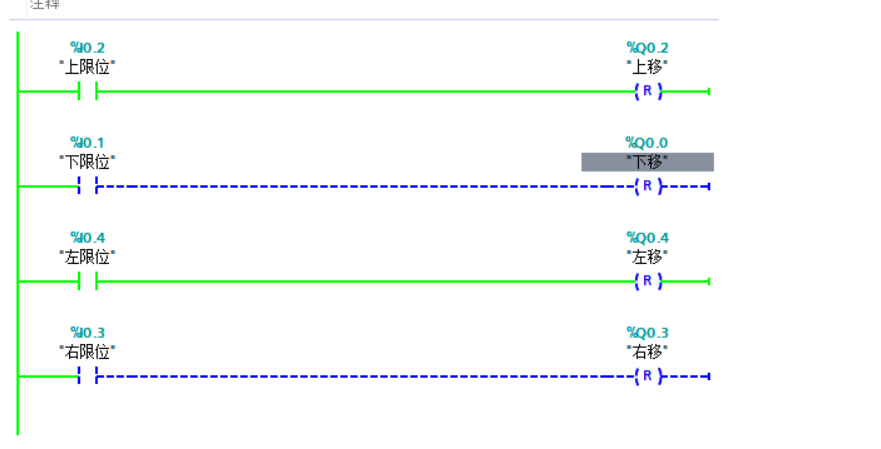 注释
%I0.2 %Q0.2
"上限位" "上移"
R
%I0.1 %Q0.0
"下限位" "下移"
R
%I0.4 %Q0.4
"左限位" "左移"
R
%I0.3 %Q0.3
"右限位" "右移"
R